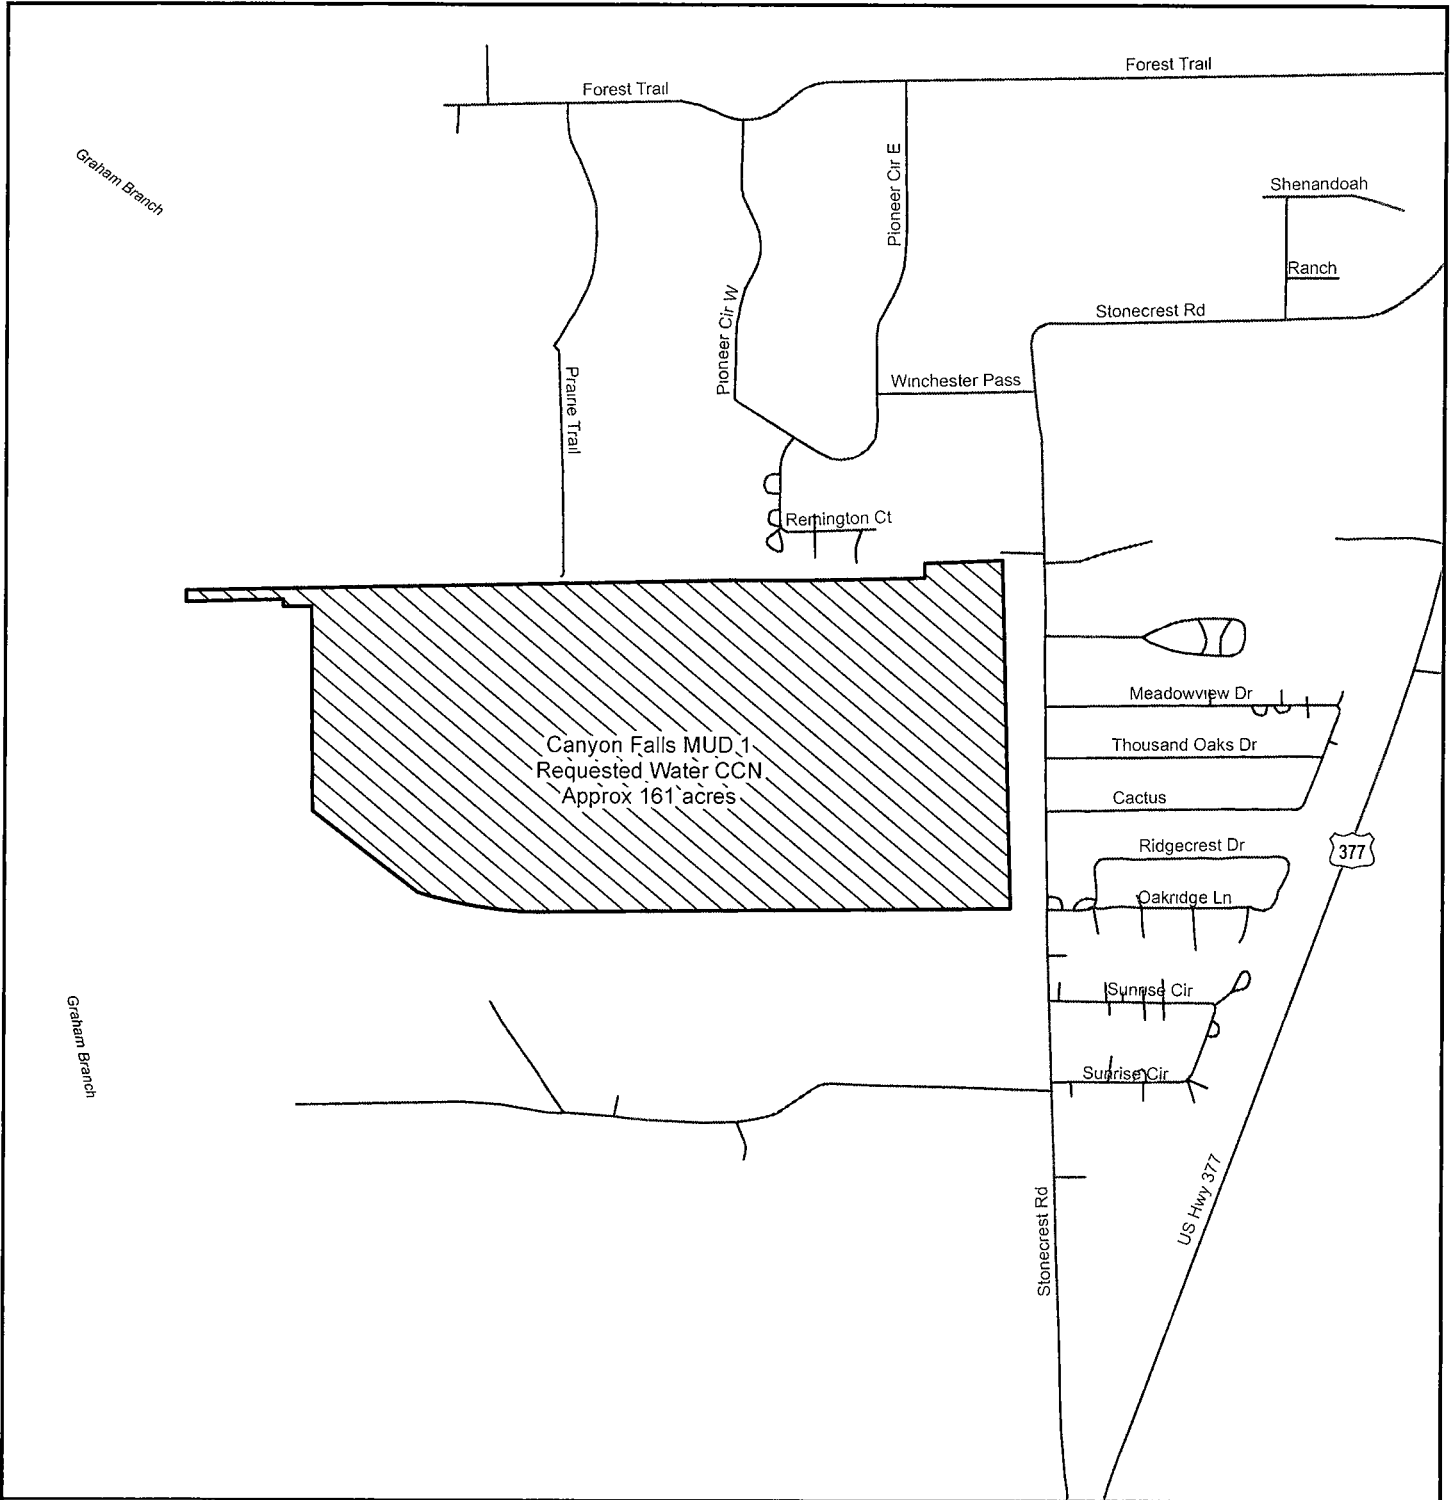 Forest Trail
Forest Trail
Graham Branch
Pioneer Cir E
Shenandoah
Ranch
Pioneer Cir W
Stonecrest Rd
Prairie Trail
Winchester Pass
Remington Ct
Meadowview Dr
Canyon Falls MUD 1
Requested Water CCN
Approx 161 acres
Thousand Oaks Dr
Cactus
Ridgecrest Dr
377
Oakridge Ln
Sunrise Cir
Graham Branch
Sunrise Cir
Stonecrest Rd
US Hwy 377